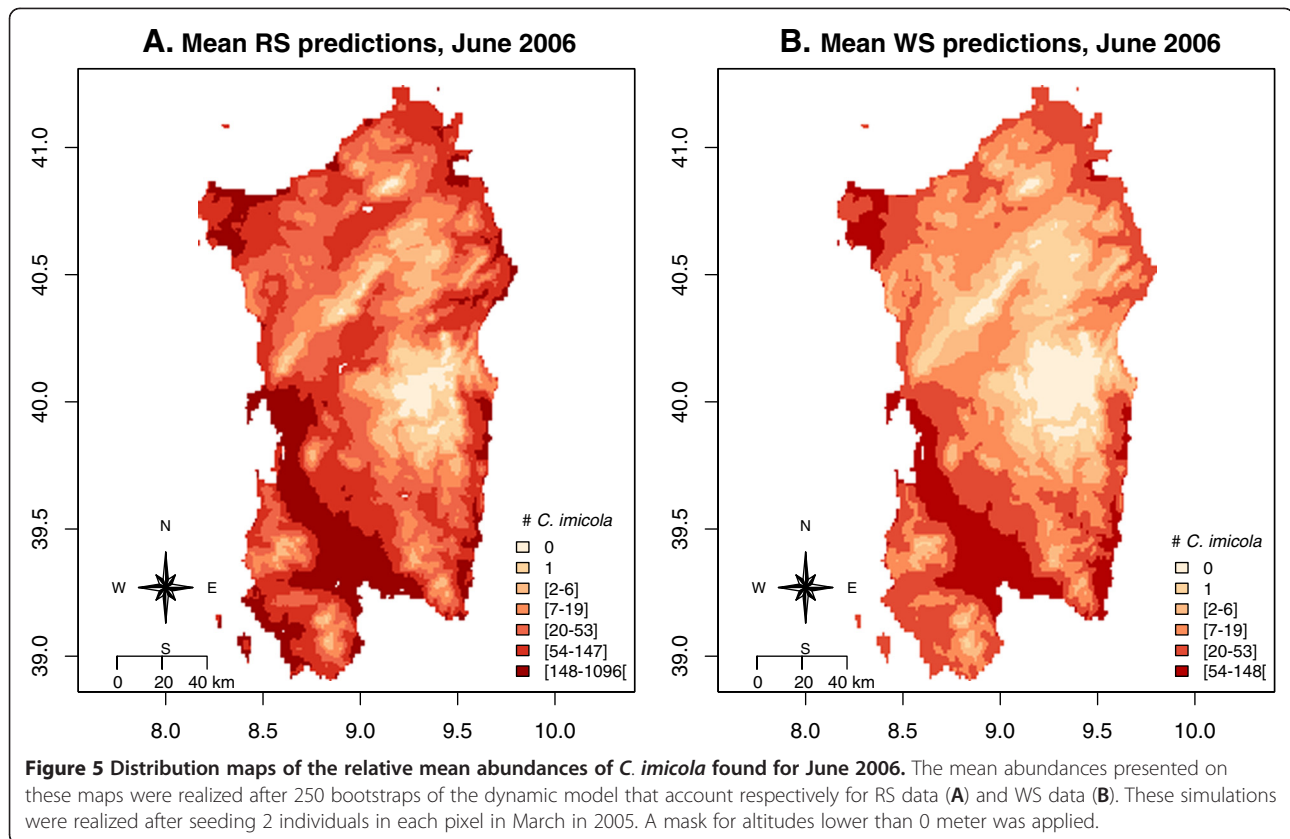 A. Mean RS predictions, June 2006
41.0
40.5
40.0
39.5
39.0
8.0 8.5 9.0 9.5 10.0
N
W E
S
0 20 40 km
# C. imicola
0
1
[2-6]
[7-19]
[20-53]
[54-147]
[148-1096[
B. Mean WS predictions, June 2006
41.0
40.5
40.0
39.5
39.0
8.0 8.5 9.0 9.5 10.0
N
W E
S
0 20 40 km
# C. imicola
0
1
[2-6]
[7-19]
[20-53]
[54-148[
Figure 5 Distribution maps of the relative mean abundances of C. imicola found for June 2006. The mean abundances presented on
these maps were realized after 250 bootstraps of the dynamic model that account respectively for RS data (A) and WS data (B). These simulations
were realized after seeding 2 individuals in each pixel in March in 2005. A mask for altitudes lower than 0 meter was applied.